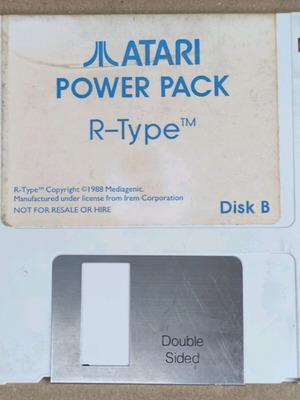 ATARI
POWER PACK
R-Type™
R-Type™ Copyright ©1988 Mediagenic.
Manufactured under license from Irem Corporation
NOT FOR RESALE OR HIRE
Disk B
Double
Sided